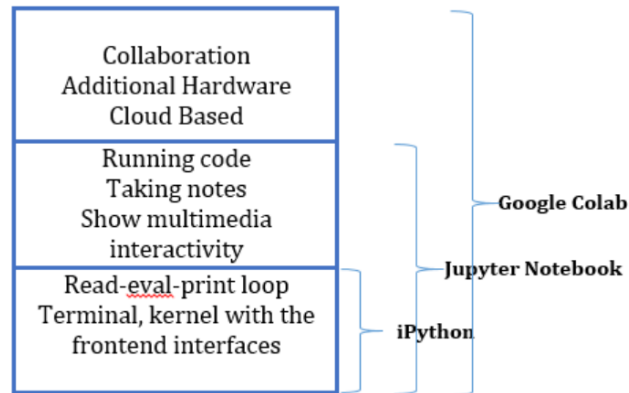 Collaboration
Additional Hardware
Cloud Based
Running code
Taking notes
Show multimedia
interactivity
Read-eval-print loop
Terminal, kernel with the
frontend interfaces
Google Colab
Jupyter Notebook
iPython